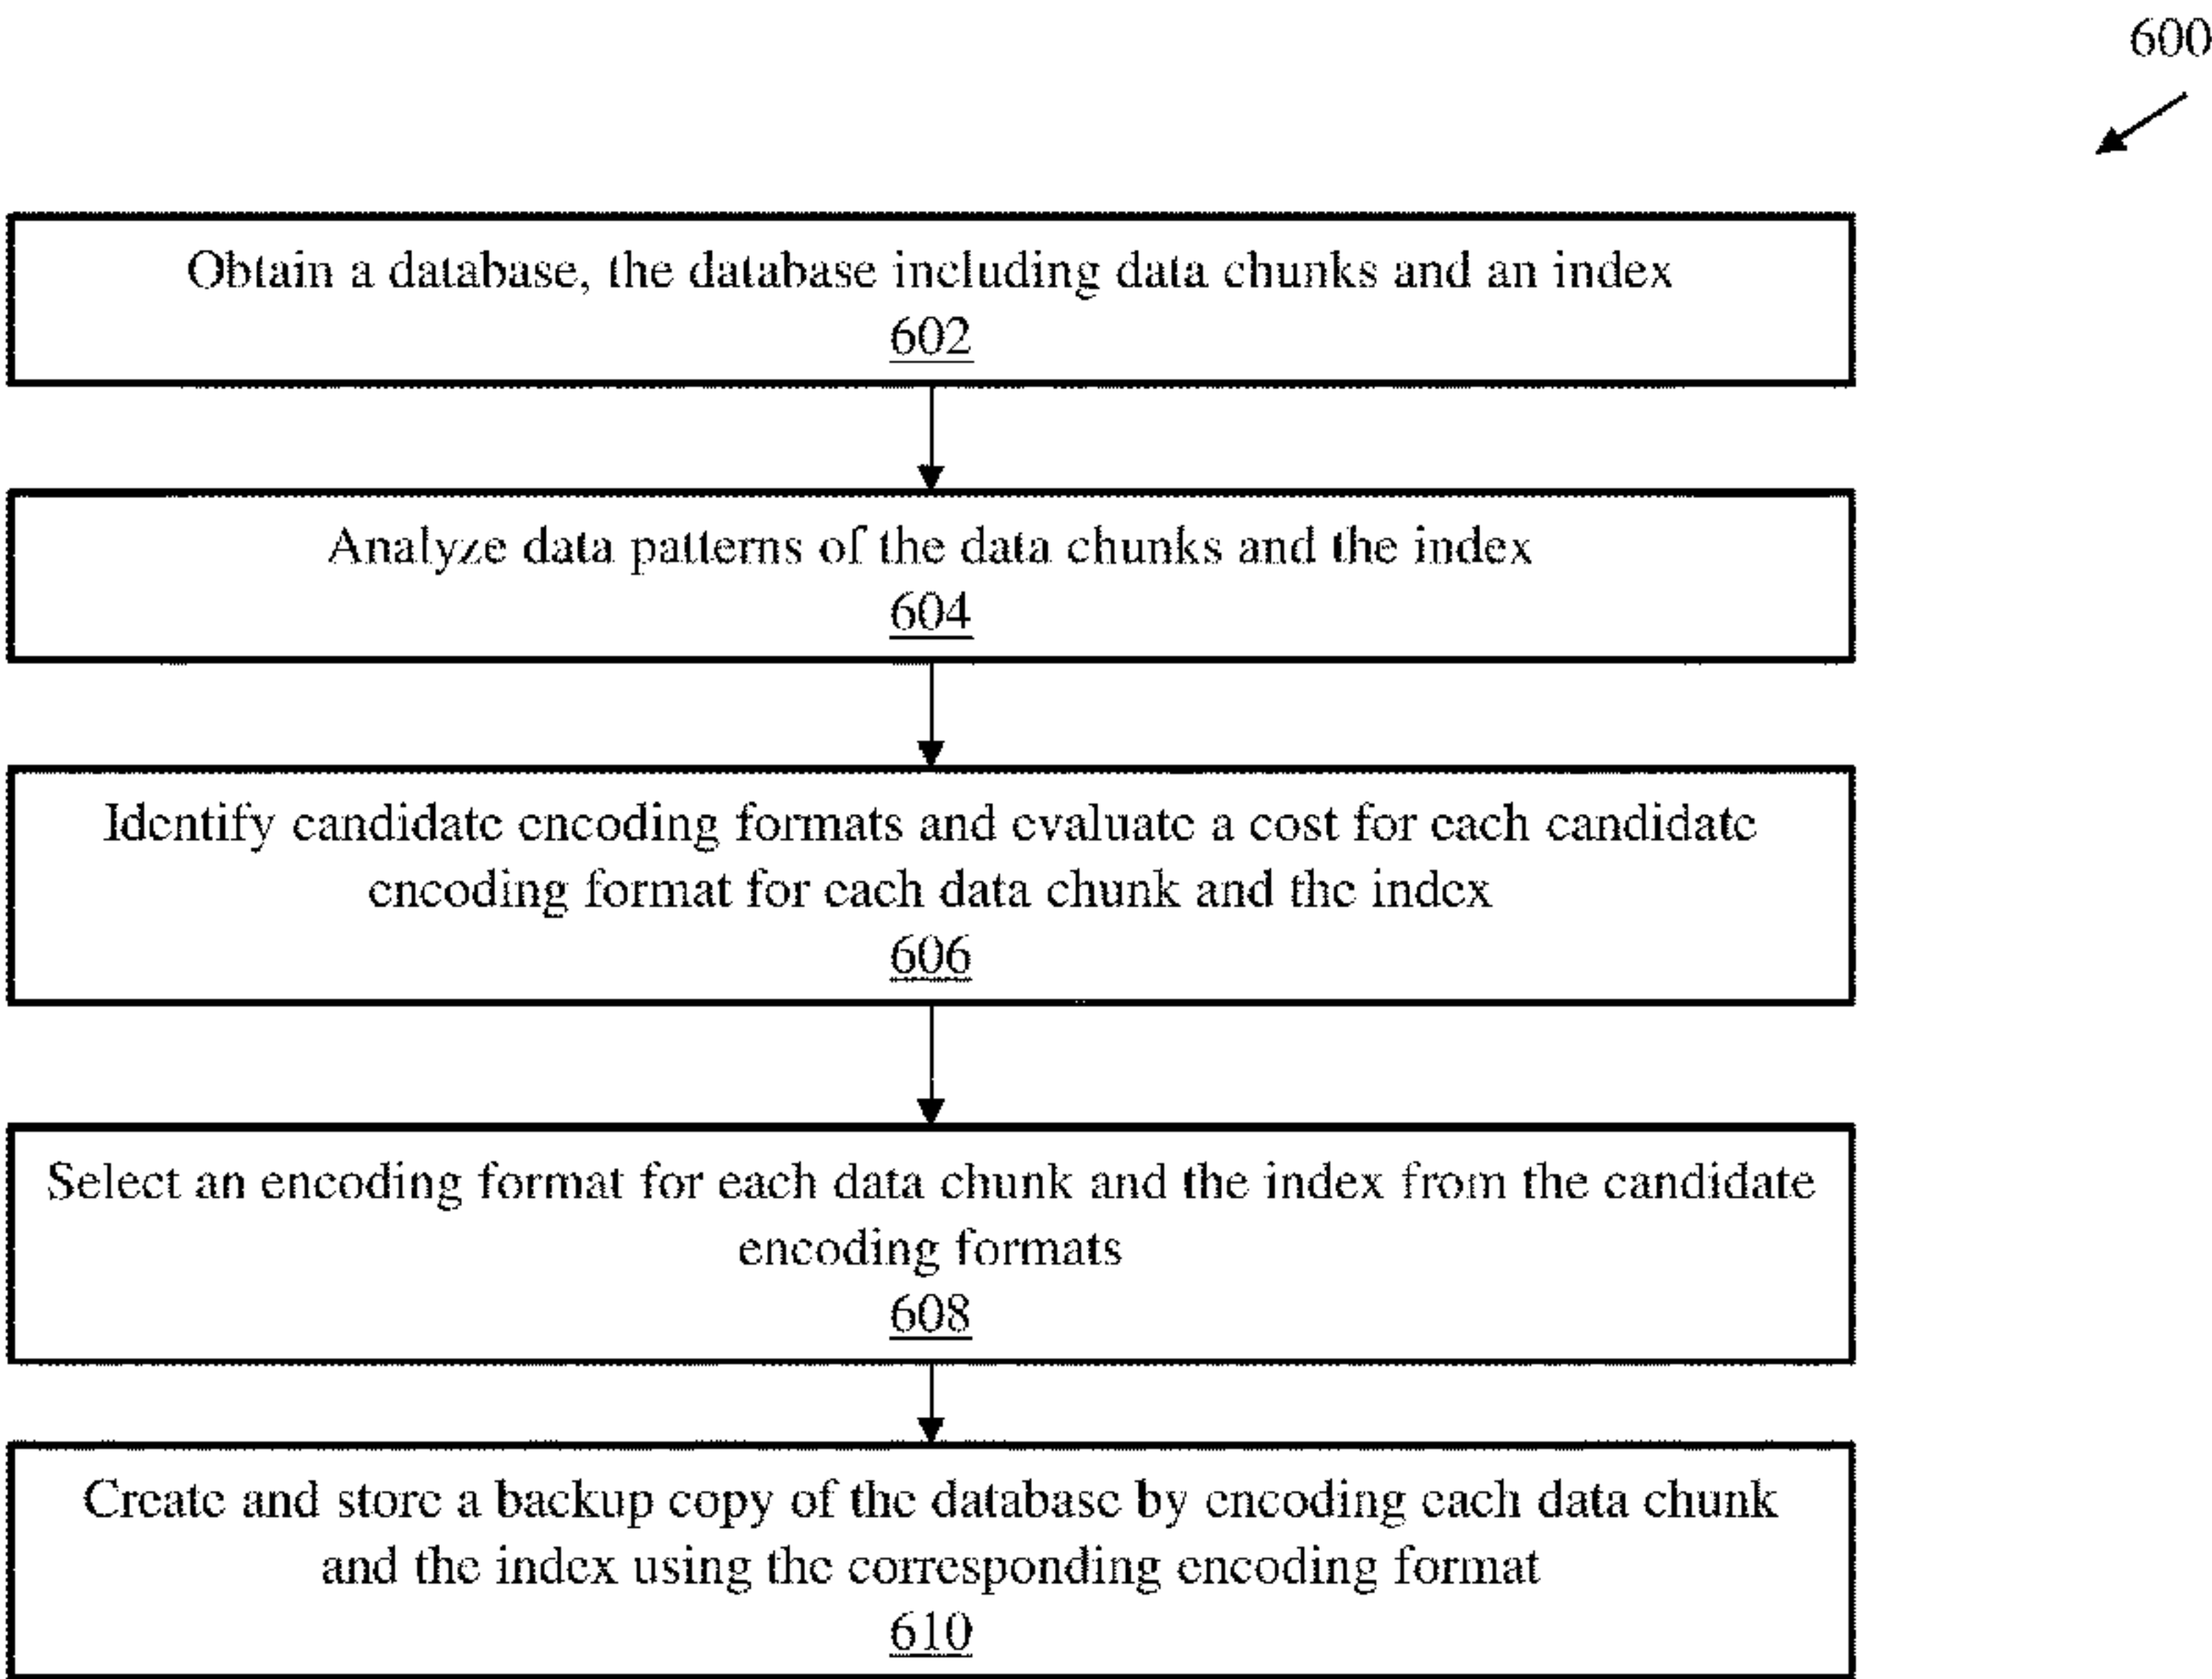 600
Obtain a database, the database including data chunks and an index
602
Analyze data patterns of the data chunks and the index
604
Identify candidate encoding formats and evaluate a cost for each candidate
encoding format for each data chunk and the index
606
Select an encoding format for each data chunk and the index from the candidate
encoding formats
608
Create and store a backup copy of the database by encoding each data chunk
and the index using the corresponding encoding format
610